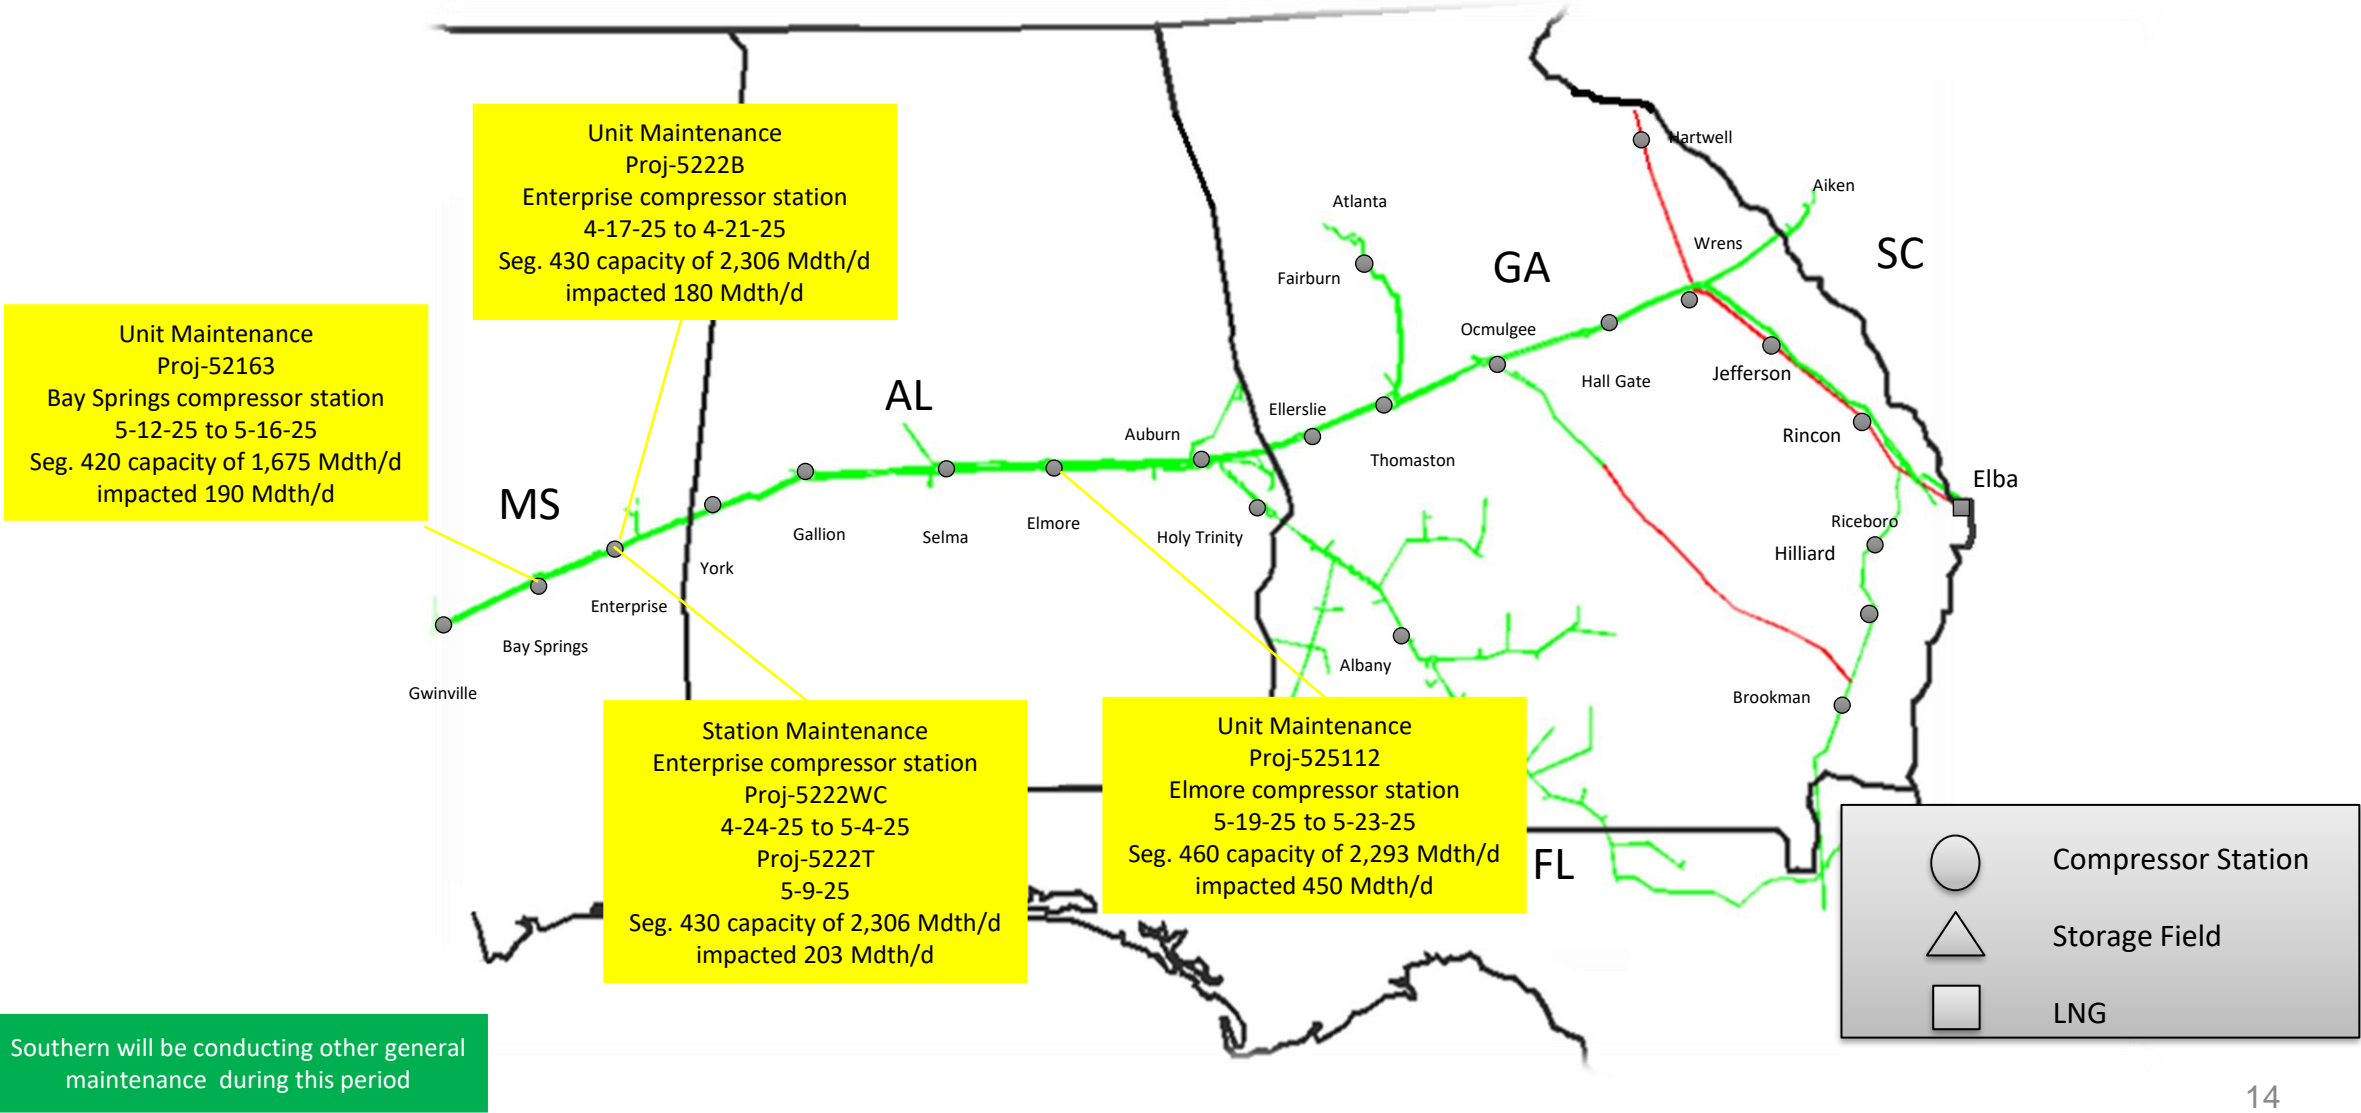 Unit Maintenance
Proj-5222B
Enterprise compressor station
4-17-25 to 4-21-25
Seg. 430 capacity of 2,306 Mdth/d
impacted 180 Mdth/d
Unit Maintenance
Proj-52163
Bay Springs compressor station
5-12-25 to 5-16-25
Seg. 420 capacity of 1,675 Mdth/d
impacted 190 Mdth/d
Hartwell
Aiken
Atlanta
Wrens
SC
GA
Fairburn
Ocmulgee
Jefferson
Hall Gate
AL
Ellerslie
Auburn
Rincon
Thomaston
Elba
MS
Riceboro
Elmore
Gallion
Selma
Holy Trinity
Hilliard
York
Enterprise
Bay Springs
Albany
Gwinville
Brookman
Station Maintenance
Enterprise compressor station
Proj-5222WC
4-24-25 to 5-4-25
Proj-5222T
5-9-25
Seg. 430 capacity of 2,306 Mdth/d
impacted 203 Mdth/d
Unit Maintenance
Proj-525112
Elmore compressor station
5-19-25 to 5-23-25
Seg. 460 capacity of 2,293 Mdth/d
impacted 450 Mdth/d
FL
Compressor Station
Storage Field
LNG
Southern will be conducting other general
maintenance during this period
14